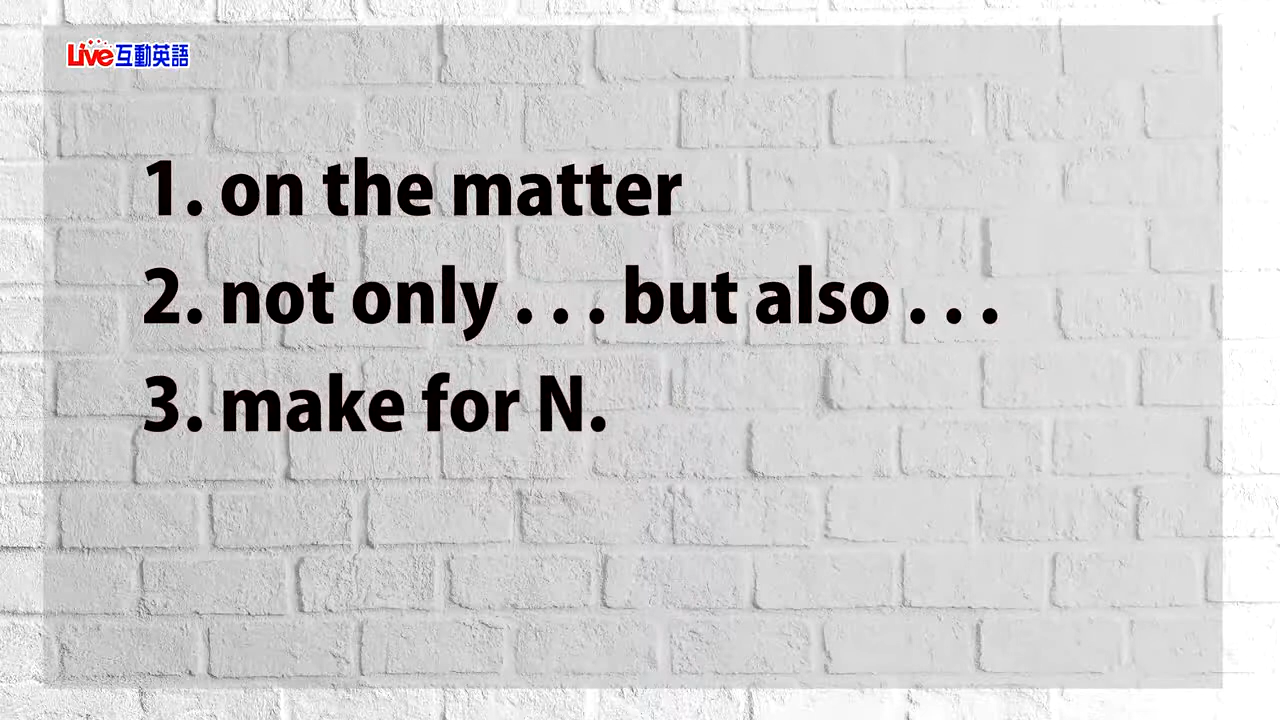 Live互動英語
1. on the matter
2. not only . . . but also . . .
3. make for N.